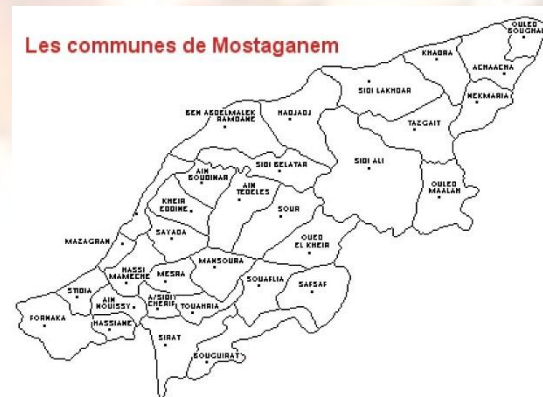 Les communes de Mostaganem
OULED
BOUGHAL
KHADRA
ACHAACHA
SIDI LAKHDAR
NEKMARIA
BEN ABDELMALEK
RAMDANE
HADJADJ
TAZGAIT
SIDI BELATAR
SIDI ALI
AIN
BOUDINAR
AIN
TEDELES
OULED
MAALAH
KHEIR
EDDINE
SOUR
SAYADA
MAZAGRAN
OUED
EL KHEIR
HASSI
MAMECHE
MESRA
MANSOURA
SOUAFLIA
SAFSAF
STIDIA
AIN
NOUISSY
A/SIDI
CHERIF
TOUAHRIA
FORNAKA
HASSIANE
SIRAT
BOUGUIRAT